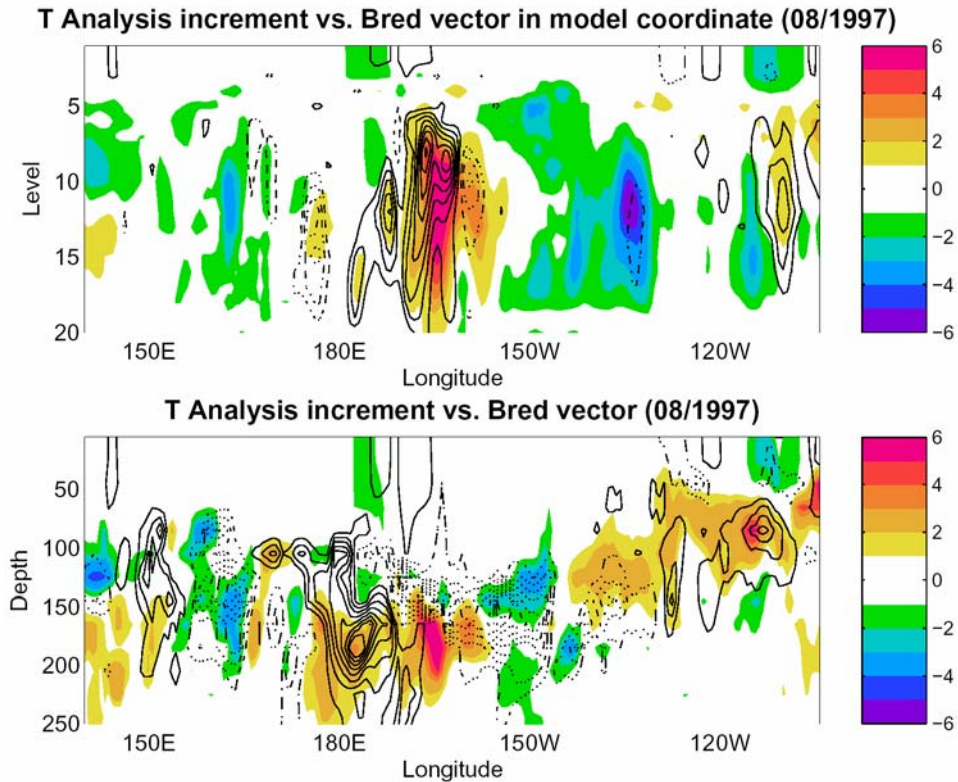 T Analysis increment vs. Bred vector in model coordinate (08/1997)
Level
5
10
15
20
150E
180E
150W
120W
Longitude
6
4
2
0
−2
−4
−6
T Analysis increment vs. Bred vector (08/1997)
Depth
50
100
150
200
250
150E
180E
150W
120W
Longitude
6
4
2
0
−2
−4
−6